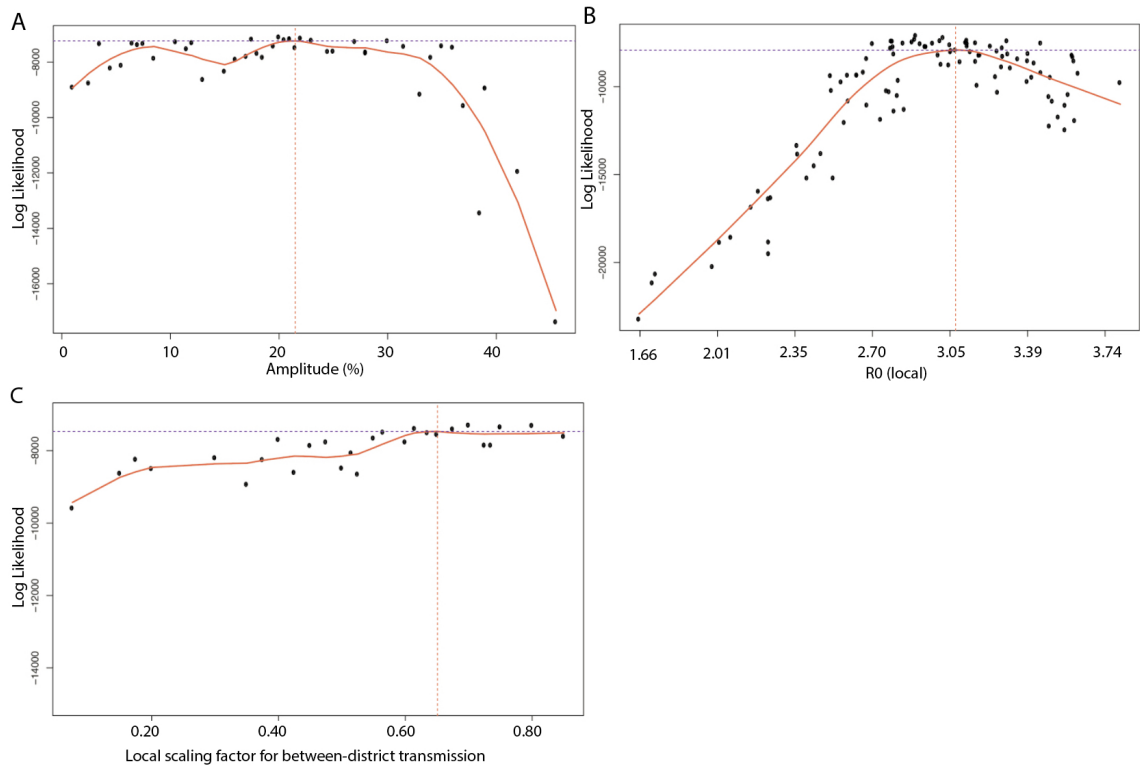 A
Log Likelihood
-8000
-10000
-12000
-14000
-16000
0 10 20 30 40
Amplitude (%)
B
Log Likelihood
-10000
-15000
-20000
1.66 2.01 2.35 2.70 3.05 3.39 3.74
R0 (local)
C
Log Likelihood
-8000
-10000
-12000
-14000
0.20 0.40 0.60 0.80
Local scaling factor for between-district transmission